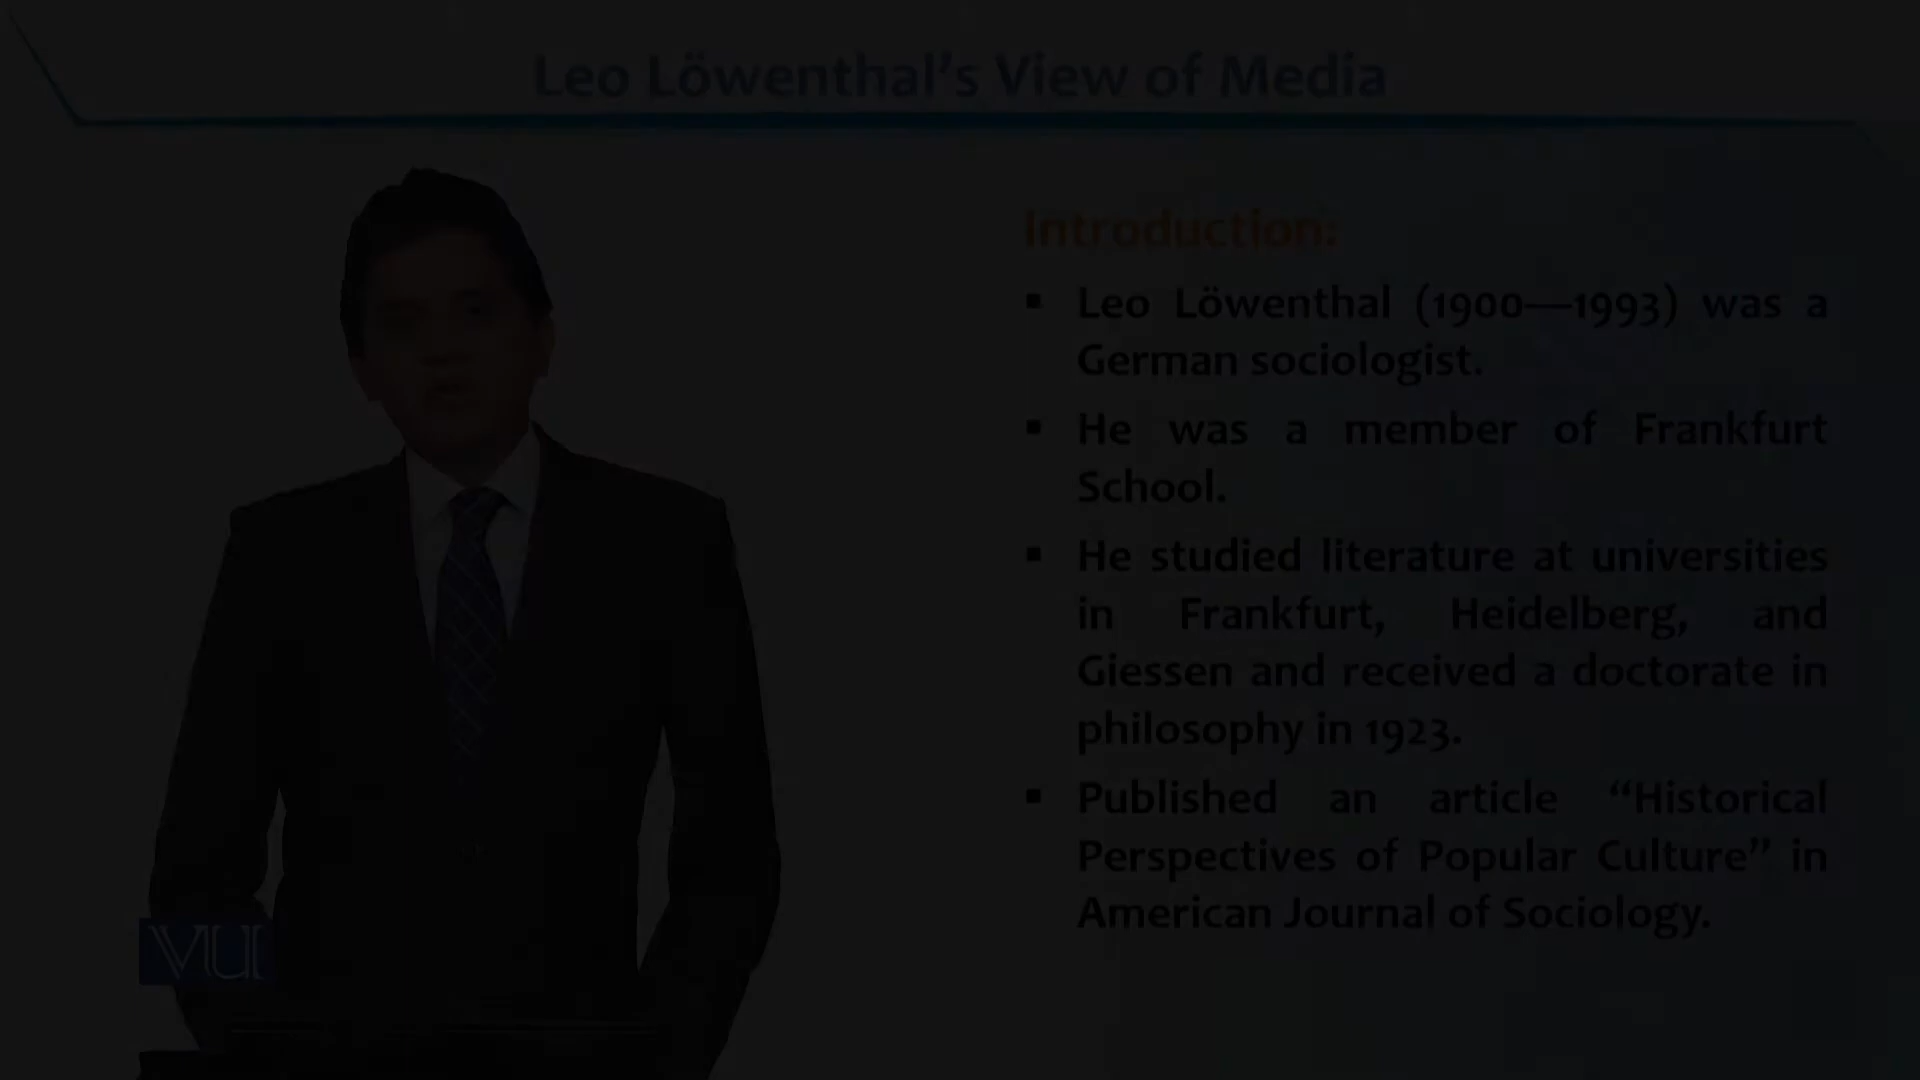 Leo Löwenthal’s View of Media
Introduction:
▪ Leo Löwenthal (1900—1993) was a
German sociologist.
▪ He was a member of Frankfurt
School.
▪ He studied literature at universities
in Frankfurt, Heidelberg, and
Giessen and received a doctorate in
philosophy in 1923.
▪ Published an article “Historical
Perspectives of Popular Culture” in
American Journal of Sociology.
VU